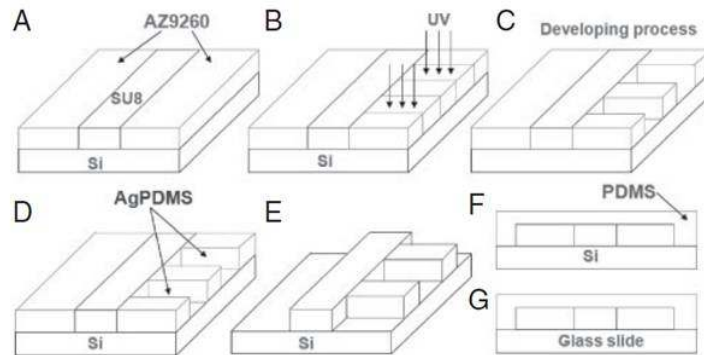 A
AZ9260
SU8
Si
B
UV
Si
C
Developing process
D
AgPDMS
Si
E
Si
F
PDMS
Si
G
Glass slide